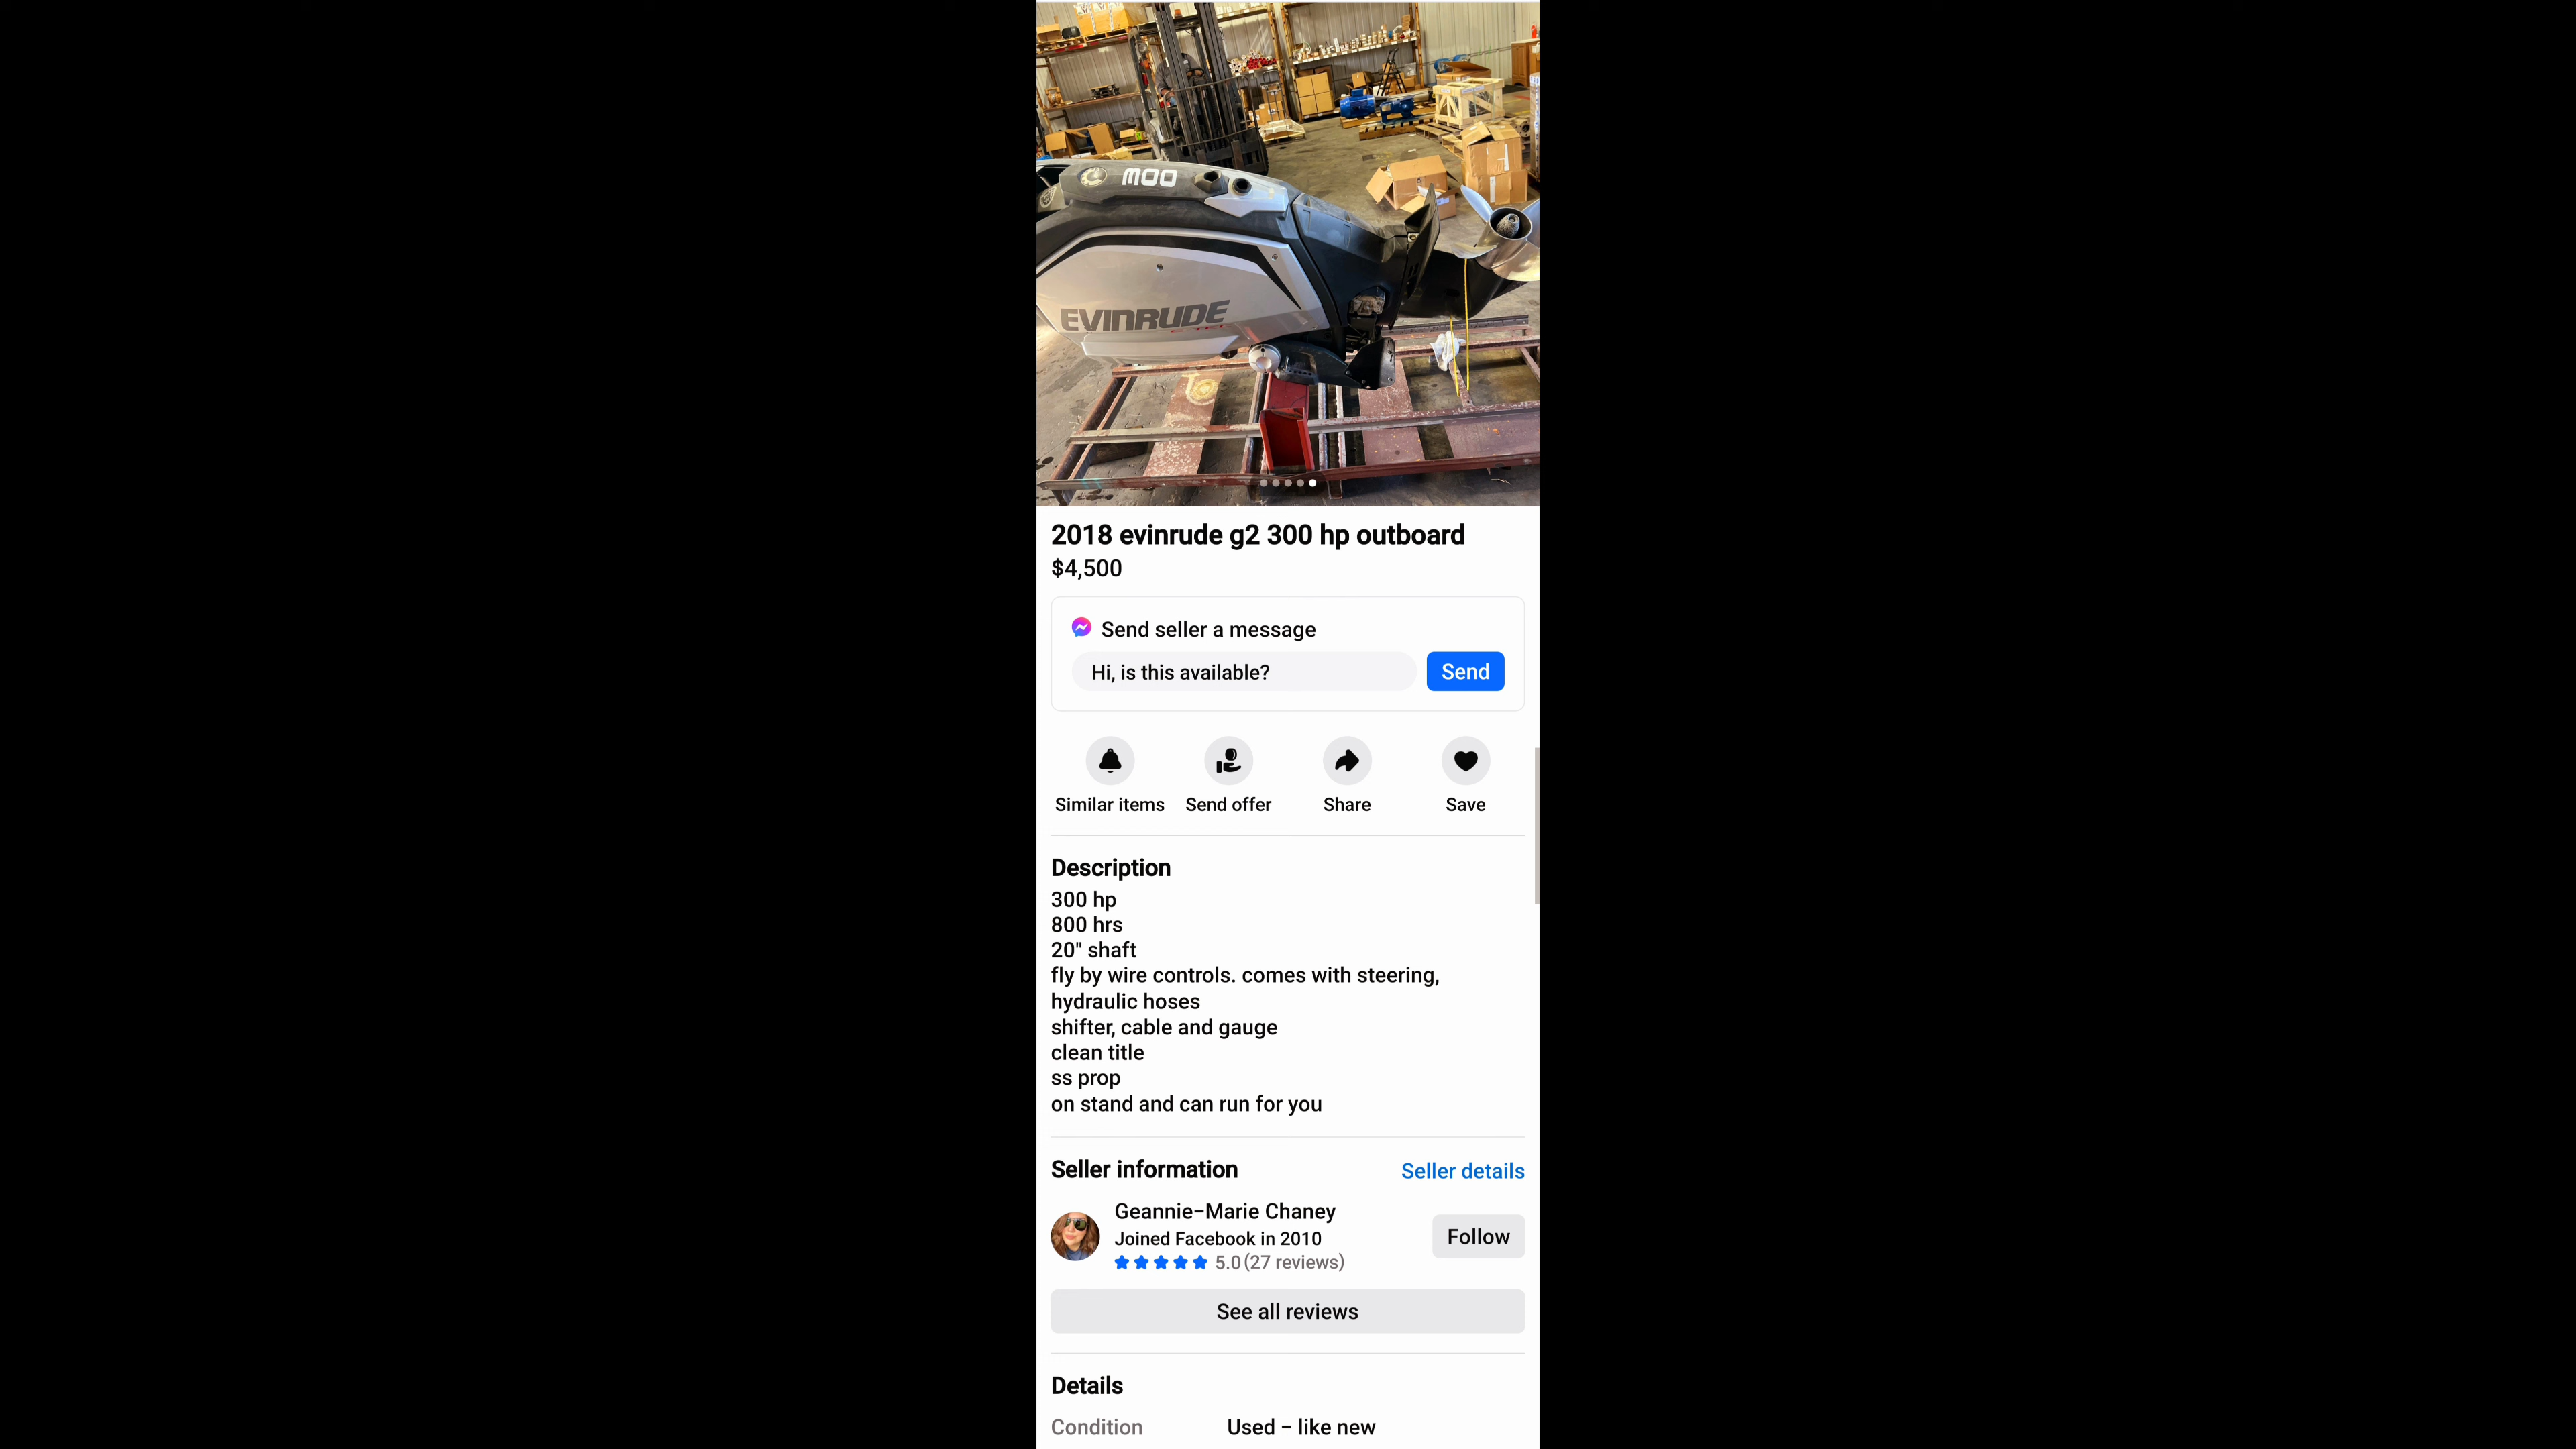 300
EVINRUDE
E-TEC
2018 evinrude g2 300 hp outboard
$4,500
Send seller a message
Hi, is this available?
Send
Similar items
Send offer
Share
Save
Description
300 hp
800 hrs
20" shaft
fly by wire controls. comes with steering,
hydraulic hoses
shifter, cable and gauge
clean title
ss prop
on stand and can run for you
Seller information
Seller details
Geannie-Marie Chaney
Joined Facebook in 2010
5.0 (27 reviews)
Follow
See all reviews
Details
Condition
Used - like new